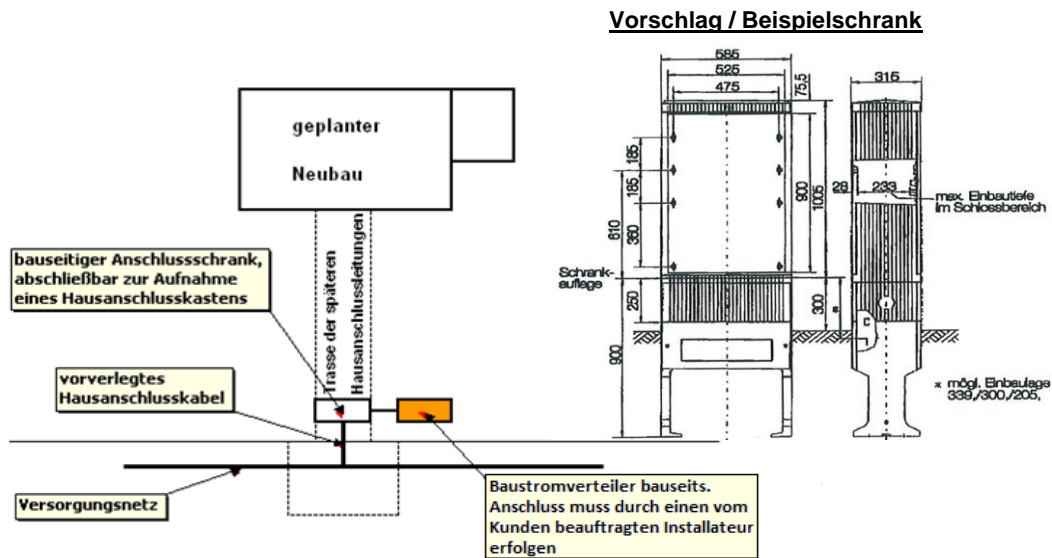 Vorschlag / Beispielschrank
geplanter
Neubau
Trasse der späteren
Hausanschlussleitungen
bauseitiger Anschlussschrank,
abschließbar zur Aufnahme
eines Hausanschlusskastens
vorverlegtes
Hausanschlusskabel
Versorgungsnetz
Baustromverteiler bauseits.
Anschluss muss durch einen vom
Kunden beauftragten Installateur
erfolgen
585
525
475
75,5
315
185
185
360
610
900
1005
28
233
max. Einbautiefe
im Schlossbereich
Schrank-
auflage
250
300
*
900
* mögl. Einbaulage
339,/300,/205,